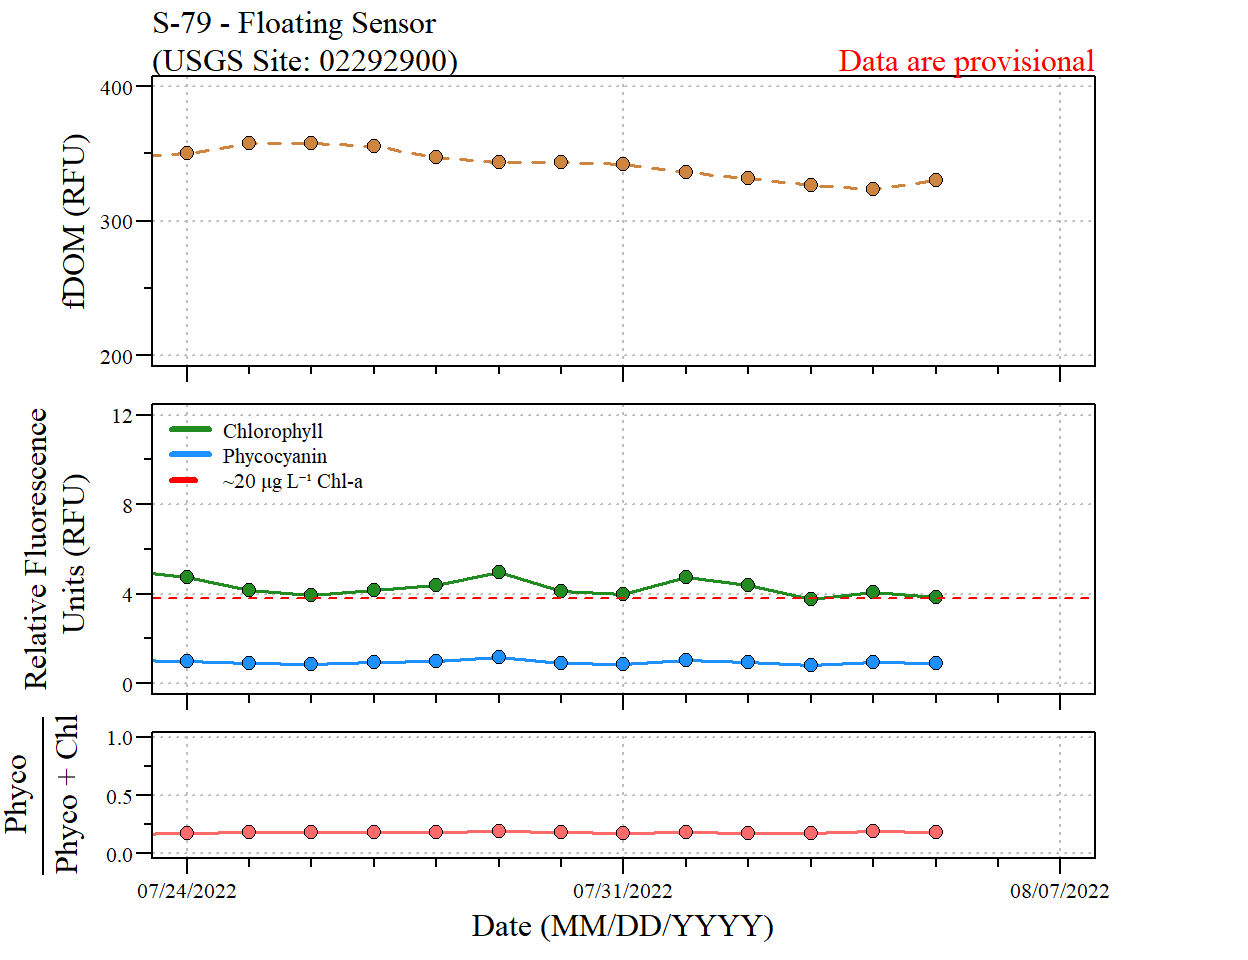 S-79 - Floating Sensor
(USGS Site: 02292900)
Data are provisional
fDOM (RFU)
400
300
200
Relative Fluorescence
Units (RFU)
12
8
4
0
Chlorophyll
Phycocyanin
~20 µg L⁻¹ Chl-a
Phyco
Phyco + Chl
1.0
0.5
0.0
07/24/2022
07/31/2022
08/07/2022
Date (MM/DD/YYYY)